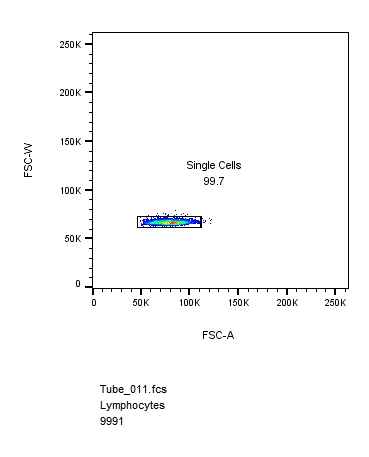 250K
200K
FSC-W
150K
Single Cells
99.7
100K
50K
0
0 50K 100K 150K 200K 250K
FSC-A
Tube_011.fcs
Lymphocytes
9991